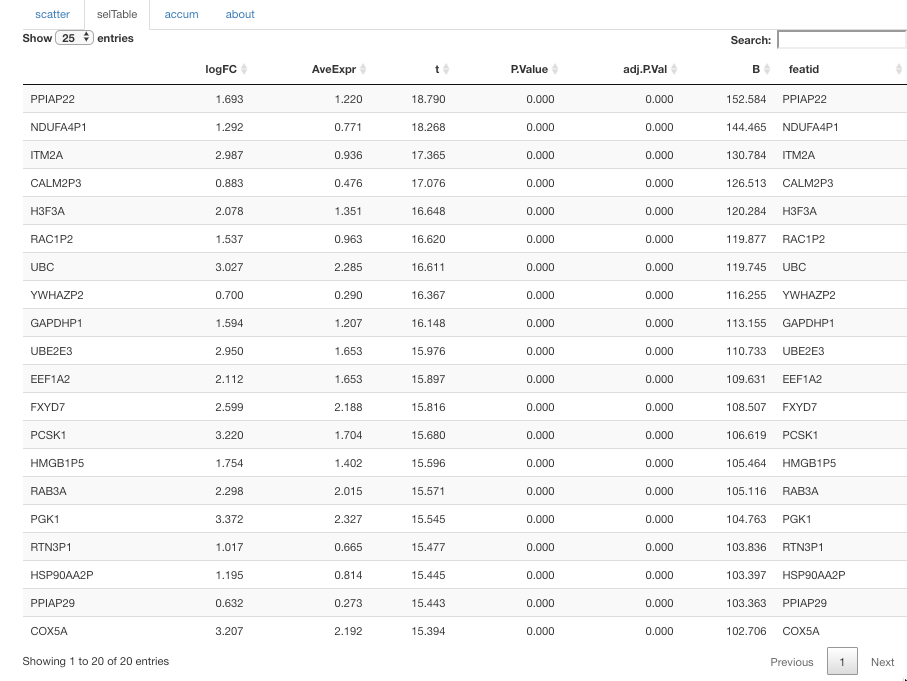 scatter selTable accum about
Show 25 entries Search:
logFC AveExpr t P.Value adj.P.Val B featid
PPIAP22 1.693 1.220 18.790 0.000 0.000 152.584 PPIAP22
NDUFA4P1 1.292 0.771 18.268 0.000 0.000 144.465 NDUFA4P1
ITM2A 2.987 0.936 17.365 0.000 0.000 130.784 ITM2A
CALM2P3 0.883 0.476 17.076 0.000 0.000 126.513 CALM2P3
H3F3A 2.078 1.351 16.648 0.000 0.000 120.284 H3F3A
RAC1P2 1.537 0.963 16.620 0.000 0.000 119.877 RAC1P2
UBC 3.027 2.285 16.611 0.000 0.000 119.745 UBC
YWHAZP2 0.700 0.290 16.367 0.000 0.000 116.255 YWHAZP2
GAPDHP1 1.594 1.207 16.148 0.000 0.000 113.155 GAPDHP1
UBE2E3 2.950 1.653 15.976 0.000 0.000 110.733 UBE2E3
EEF1A2 2.112 1.653 15.897 0.000 0.000 109.631 EEF1A2
FXYD7 2.599 2.188 15.816 0.000 0.000 108.507 FXYD7
PCSK1 3.220 1.704 15.680 0.000 0.000 106.619 PCSK1
HMGB1P5 1.754 1.402 15.596 0.000 0.000 105.464 HMGB1P5
RAB3A 2.298 2.015 15.571 0.000 0.000 105.116 RAB3A
PGK1 3.372 2.327 15.545 0.000 0.000 104.763 PGK1
RTN3P1 1.017 0.665 15.477 0.000 0.000 103.836 RTN3P1
HSP90AA2P 1.195 0.814 15.445 0.000 0.000 103.397 HSP90AA2P
PPIAP29 0.632 0.273 15.443 0.000 0.000 103.363 PPIAP29
COX5A 3.207 2.192 15.394 0.000 0.000 102.706 COX5A
Showing 1 to 20 of 20 entries Previous 1 Next